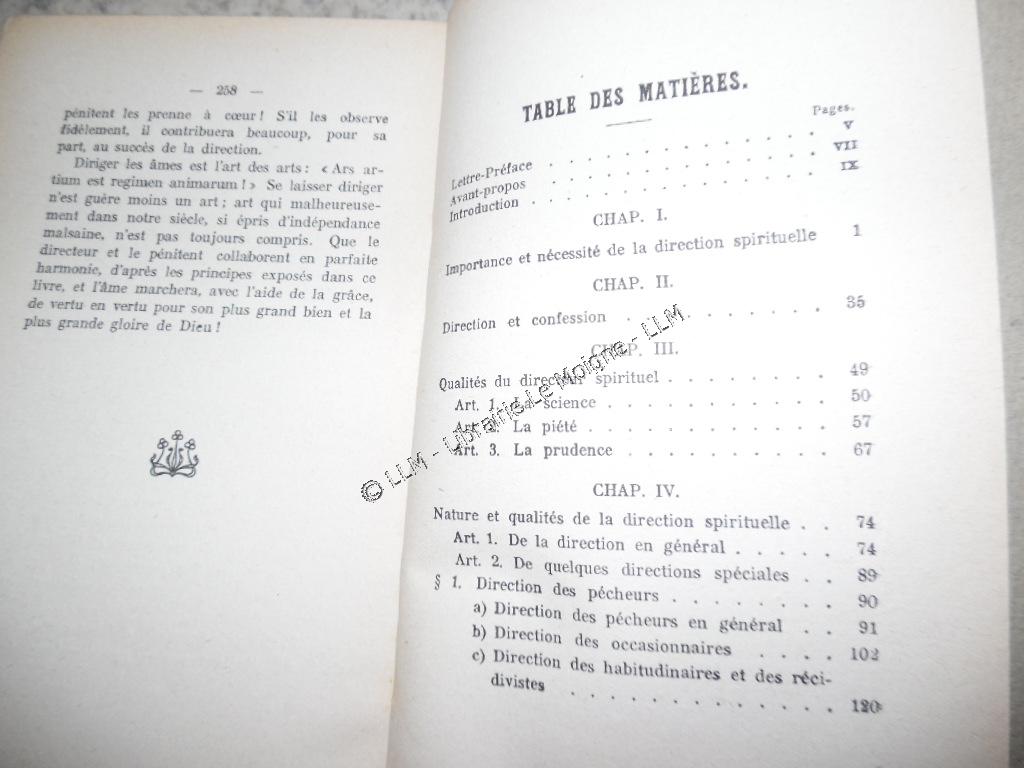 — 258 —
pénitent les prenne à cœur! S'il les observe
fidèlement, il contribuera beaucoup, pour sa
part, au succès de la direction.
Diriger les âmes est l'art des arts: « Ars ar-
tium est regimen animarum! » Se laisser diriger
n'est guère moins un art; art qui malheureuse-
ment dans notre siècle, si épris d'indépendance
malsaine, n'est pas toujours compris. Que le
directeur et le pénitent collaborent en parfaite
harmonie, d'après les principes exposés dans ce
livre, et l'âme marchera, avec l'aide de la grâce,
de vertu en vertu pour son plus grand bien et la
plus grande gloire de Dieu!
TABLE DES MATIÈRES.
Pages.
Lettre-Préface . . . . . . . . . . . . V
Avant-propos . . . . . . . . . . . . VII
Introduction . . . . . . . . . . . . IX
CHAP. I.
Importance et nécessité de la direction spirituelle 1
CHAP. II.
Direction et confession . . . . . . . . 35
CHAP. III.
Qualités du directeur spirituel . . . . . . . . 49
Art. 1. La science . . . . . . . . . . 50
Art. 2. La piété . . . . . . . . . . . 57
Art. 3. La prudence . . . . . . . . . . 67
CHAP. IV.
Nature et qualités de la direction spirituelle . . 74
Art. 1. De la direction en général . . . . . 74
Art. 2. De quelques directions spéciales . . 89
§ 1. Direction des pécheurs . . . . . . . . 90
a) Direction des pécheurs en général . . 91
b) Direction des occasionnaires . . . . 102
c) Direction des habitudinaires et des réci-
divistes . . . . . . . . . . . . 120
© LLM - Librairie Le Moigne - LLM